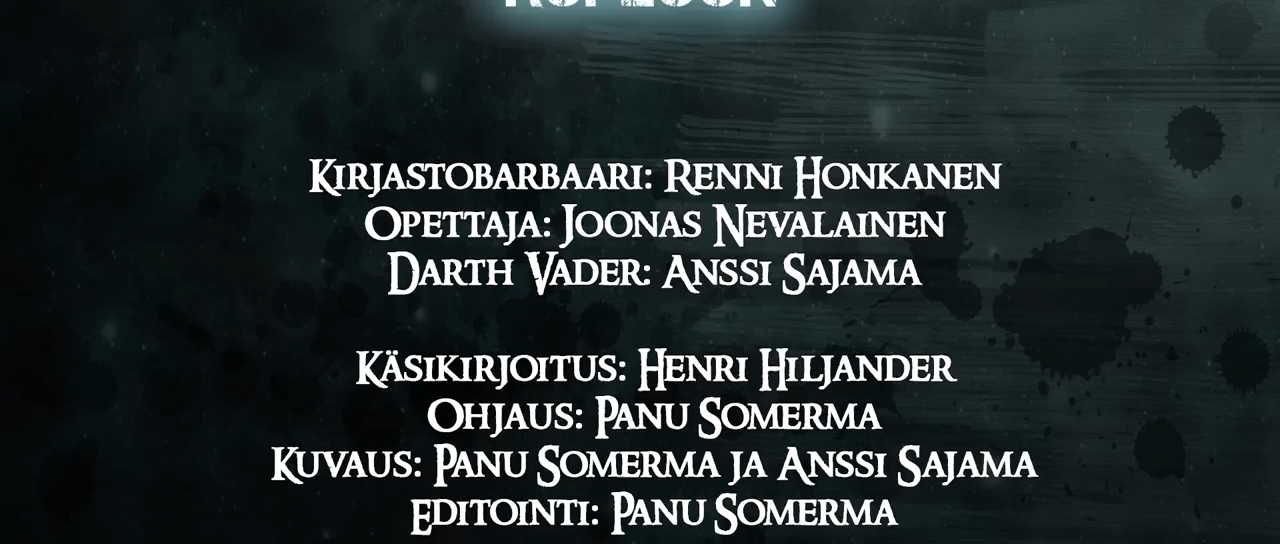 Kirjastobarbaari: Renni Honkanen
Opettaja: Joonas Nevalainen
Darth Vader: Anssi Sajama
Käsikirjoitus: Henri Hiljander
Ohjaus: Panu Somerma
Kuvaus: Panu Somerma ja Anssi Sajama
Editointi: Panu Somerma